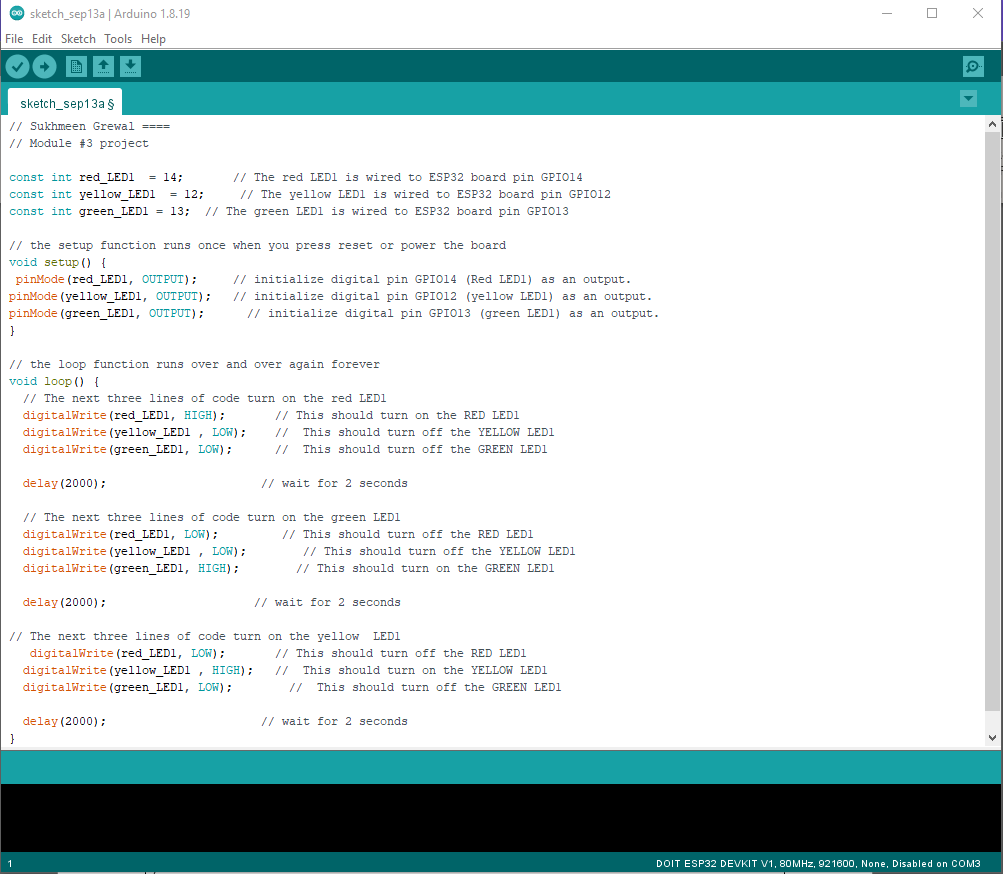 sketch_sep13a | Arduino 1.8.19
File Edit Sketch Tools Help
sketch_sep13a §
// Sukhmeen Grewal ====
// Module #3 project
const int red_LED1  = 14;       // The red LED1 is wired to ESP32 board pin GPIO14
const int yellow_LED1  = 12;     // The yellow LED1 is wired to ESP32 board pin GPIO12
const int green_LED1 = 13;  // The green LED1 is wired to ESP32 board pin GPIO13
// the setup function runs once when you press reset or power the board
void setup() {
 pinMode(red_LED1, OUTPUT);     // initialize digital pin GPIO14 (Red LED1) as an output.
pinMode(yellow_LED1, OUTPUT);   // initialize digital pin GPIO12 (yellow LED1) as an output.
pinMode(green_LED1, OUTPUT);      // initialize digital pin GPIO13 (green LED1) as an output.
}
// the loop function runs over and over again forever
void loop() {
  // The next three lines of code turn on the red LED1
  digitalWrite(red_LED1, HIGH);       // This should turn on the RED LED1
  digitalWrite(yellow_LED1 , LOW);    //  This should turn off the YELLOW LED1
  digitalWrite(green_LED1, LOW);      //  This should turn off the GREEN LED1
  delay(2000);                      // wait for 2 seconds
  // The next three lines of code turn on the green LED1
  digitalWrite(red_LED1, LOW);         // This should turn off the RED LED1
  digitalWrite(yellow_LED1 , LOW);        // This should turn off the YELLOW LED1
  digitalWrite(green_LED1, HIGH);        // This should turn on the GREEN LED1
  delay(2000);                     // wait for 2 seconds
// The next three lines of code turn on the yellow  LED1
   digitalWrite(red_LED1, LOW);       // This should turn off the RED LED1
  digitalWrite(yellow_LED1 , HIGH);   //  This should turn on the YELLOW LED1
  digitalWrite(green_LED1, LOW);        //  This should turn off the GREEN LED1
  delay(2000);                      // wait for 2 seconds
}
1 DOIT ESP32 DEVKIT V1, 80MHz, 921600, None, Disabled on COM3